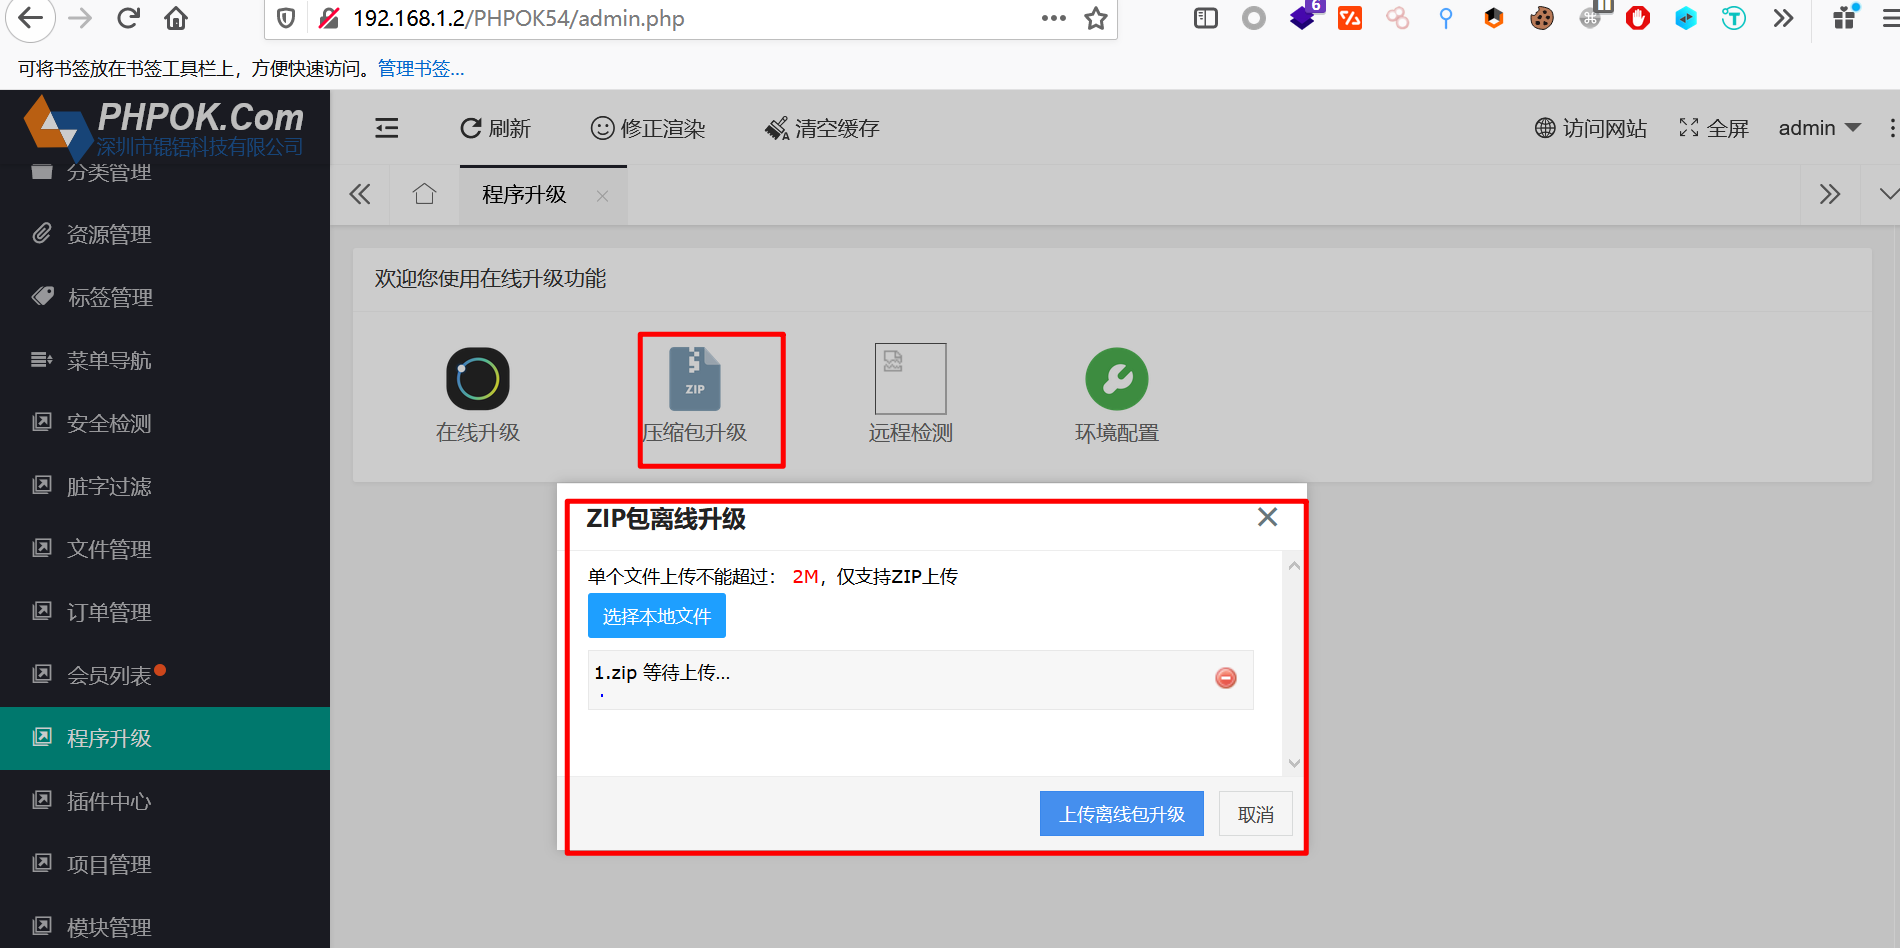 192.168.1.2/PHPOK54/admin.php
6
可将书签放在书签工具栏上，方便快速访问。管理书签...
PHPOK.Com
深圳市锟铻科技有限公司
刷新
修正渲染
清空缓存
访问网站
全屏
admin
分类管理
资源管理
标签管理
菜单导航
安全检测
脏字过滤
文件管理
订单管理
会员列表
程序升级
插件中心
项目管理
模块管理
程序升级
欢迎您使用在线升级功能
ZIP
在线升级
压缩包升级
远程检测
环境配置
ZIP包离线升级
单个文件上传不能超过： 2M，仅支持ZIP上传
选择本地文件
1.zip 等待上传...
上传离线包升级
取消